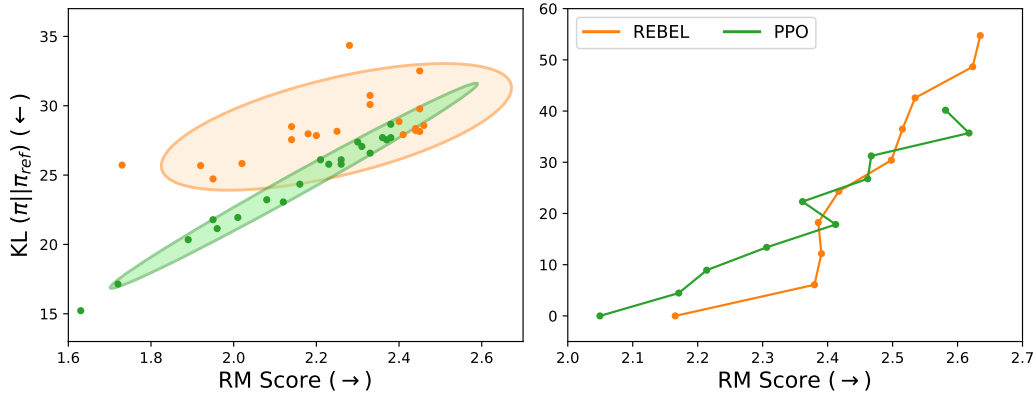 35
30
25
20
15
1.6 1.8 2.0 2.2 2.4 2.6
KL (π||π_ref) (←)
RM Score (→)
REBEL PPO
60
50
40
30
20
10
0
2.0 2.1 2.2 2.3 2.4 2.5 2.6 2.7
RM Score (→)